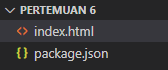 PERTEMUAN 6
<> index.html
{} package.json